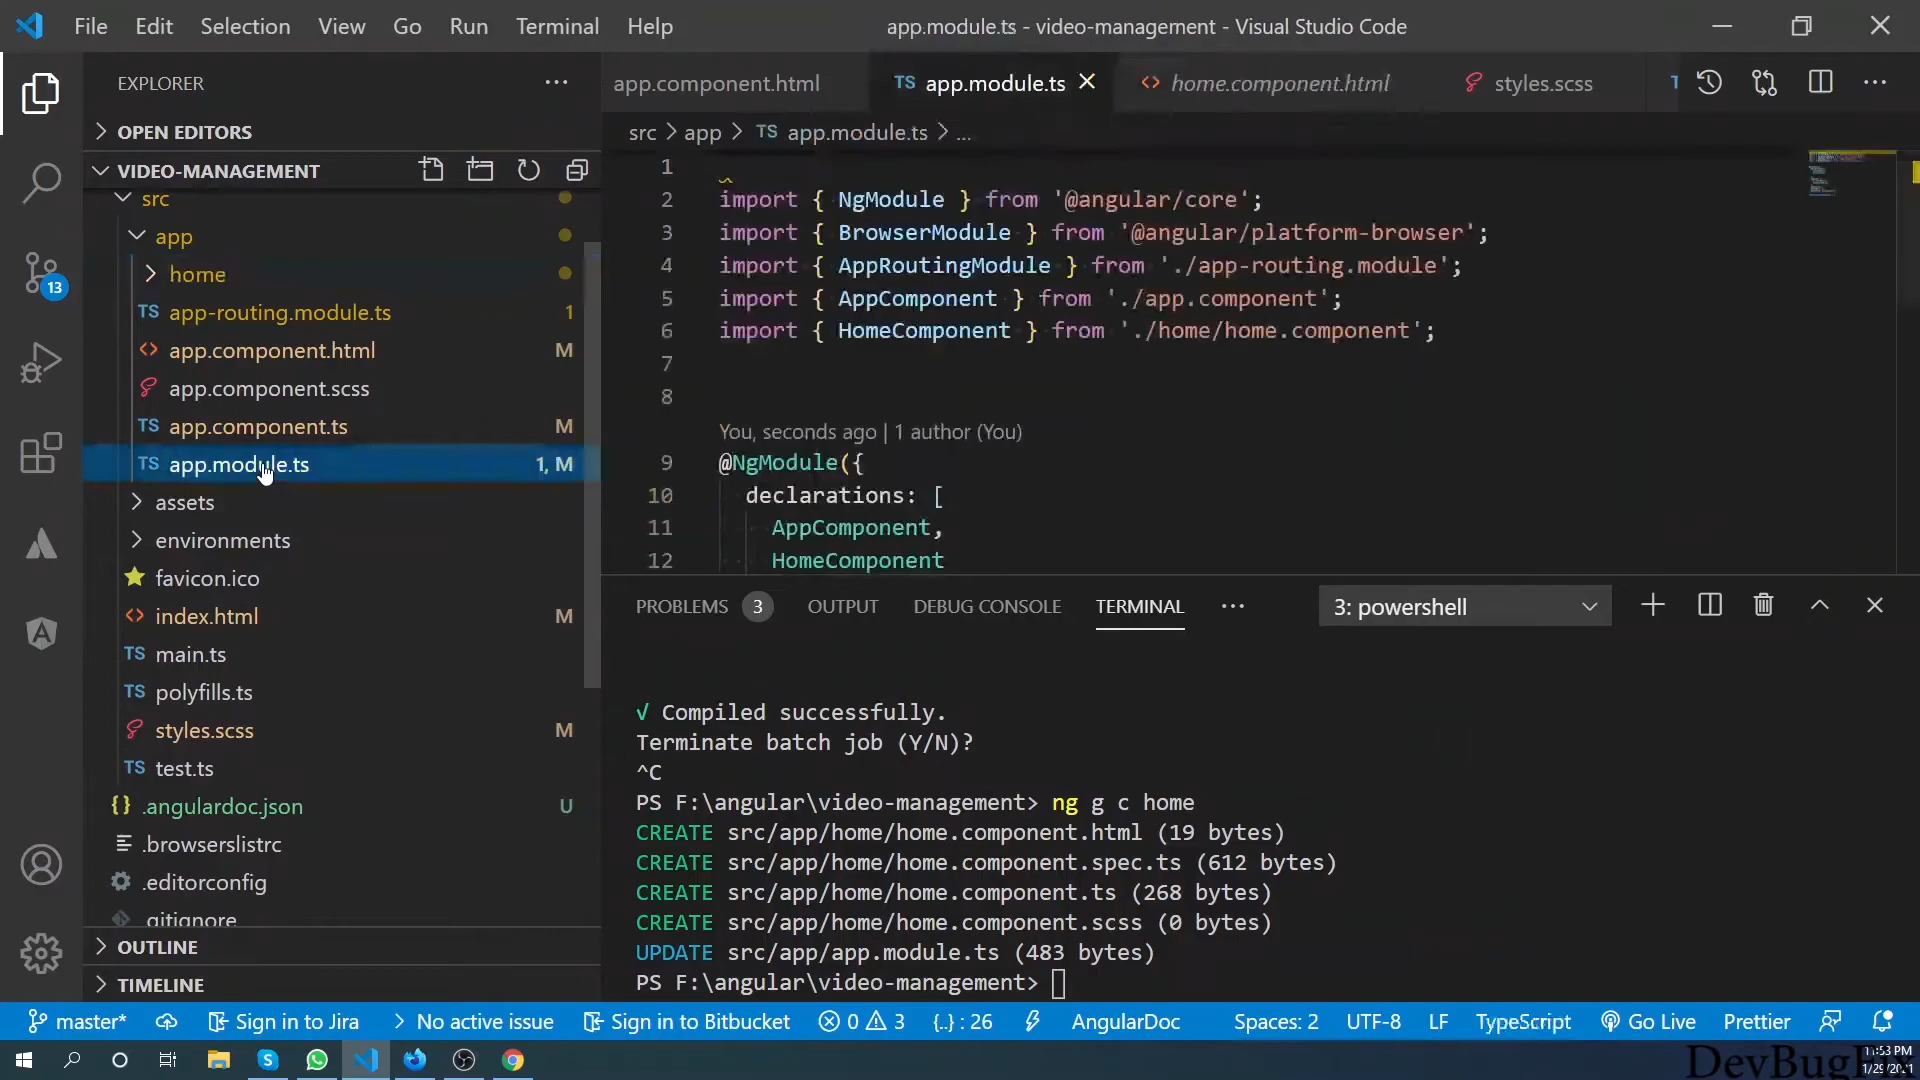 File Edit Selection View Go Run Terminal Help
app.module.ts - video-management - Visual Studio Code
EXPLORER
OPEN EDITORS
VIDEO-MANAGEMENT
src
app
home
TS app-routing.module.ts 1
<> app.component.html M
app.component.scss
TS app.component.ts M
TS app.module.ts 1, M
assets
environments
favicon.ico
<> index.html M
TS main.ts
TS polyfills.ts
styles.scss M
TS test.ts
{} .angulardoc.json U
.browserslistrc
.editorconfig
.gitignore
OUTLINE
TIMELINE
13
app.component.html TS app.module.ts <> home.component.html styles.scss
src > app > TS app.module.ts > ...
1
2 import { NgModule } from '@angular/core';
3 import { BrowserModule } from '@angular/platform-browser';
4 import { AppRoutingModule } from './app-routing.module';
5 import { AppComponent } from './app.component';
6 import { HomeComponent } from './home/home.component';
7
8
You, seconds ago | 1 author (You)
9 @NgModule({
10 declarations: [
11 AppComponent,
12 HomeComponent
PROBLEMS 3 OUTPUT DEBUG CONSOLE TERMINAL ... 3: powershell
√ Compiled successfully.
Terminate batch job (Y/N)?
^C
PS F:\angular\video-management> ng g c home
CREATE src/app/home/home.component.html (19 bytes)
CREATE src/app/home/home.component.spec.ts (612 bytes)
CREATE src/app/home/home.component.ts (268 bytes)
CREATE src/app/home/home.component.scss (0 bytes)
UPDATE src/app/app.module.ts (483 bytes)
PS F:\angular\video-management>
master* Sign in to Jira > No active issue Sign in to Bitbucket 0 3 {..} : 26 AngularDoc Spaces: 2 UTF-8 LF TypeScript Go Live Prettier
11:53 PM